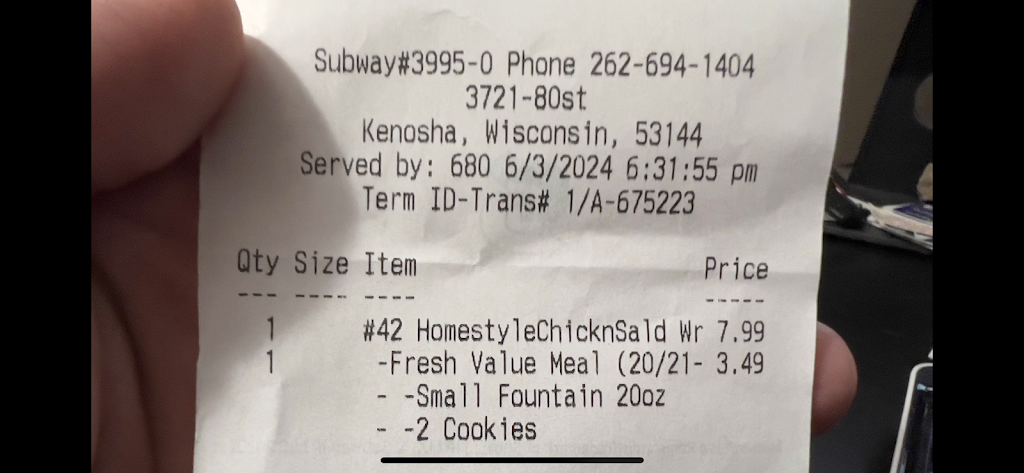 Subway#3995-0 Phone 262-694-1404
3721-80st
Kenosha, Wisconsin, 53144
Served by: 680 6/3/2024 6:31:55 pm
Term ID-Trans# 1/A-675223
Qty Size Item Price
--- ---- ---- -----
1 #42 HomestyleChicknSald Wr 7.99
1 -Fresh Value Meal (20/21- 3.49
- -Small Fountain 20oz
- -2 Cookies